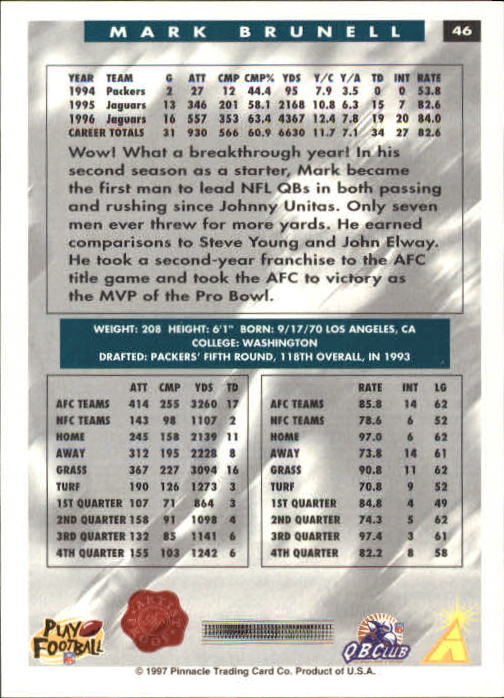 MARK BRUNELL 46
YEAR TEAM G ATT CMP CMP% YDS Y/C Y/A TD INT RATE
1994 Packers 2 27 12 44.4 95 7.9 3.5 0 0 53.8
1995 Jaguars 13 346 201 58.1 2168 10.8 6.3 15 7 82.6
1996 Jaguars 16 557 353 63.4 4367 12.4 7.8 19 20 84.0
CAREER TOTALS 31 930 566 60.9 6630 11.7 7.1 34 27 82.6
Wow! What a breakthrough year! In his
second season as a starter, Mark became
the first man to lead NFL QBs in both passing
and rushing since Johnny Unitas. Only seven
men ever threw for more yards. He earned
comparisons to Steve Young and John Elway.
He took a second-year franchise to the AFC
title game and took the AFC to victory as
the MVP of the Pro Bowl.
WEIGHT: 208 HEIGHT: 6'1" BORN: 9/17/70 LOS ANGELES, CA
COLLEGE: WASHINGTON
DRAFTED: PACKERS' FIFTH ROUND, 118TH OVERALL, IN 1993
ATT CMP YDS TD
AFC TEAMS 414 255 3260 17
NFC TEAMS 143 98 1107 2
HOME 245 158 2139 11
AWAY 312 195 2228 8
GRASS 367 227 3094 16
TURF 190 126 1273 3
1ST QUARTER 107 71 864 3
2ND QUARTER 158 91 1098 4
3RD QUARTER 132 85 1141 6
4TH QUARTER 155 103 1242 6
RATE INT LG
AFC TEAMS 85.8 14 62
NFC TEAMS 78.6 6 52
HOME 97.0 6 62
AWAY 73.8 14 61
GRASS 90.8 11 62
TURF 70.8 9 52
1ST QUARTER 84.8 4 49
2ND QUARTER 74.3 5 62
3RD QUARTER 97.4 3 61
4TH QUARTER 82.2 8 58
PLAY
FOOTBALL
NFL
QB CLUB
© 1997 Pinnacle Trading Card Co. Product of U.S.A.